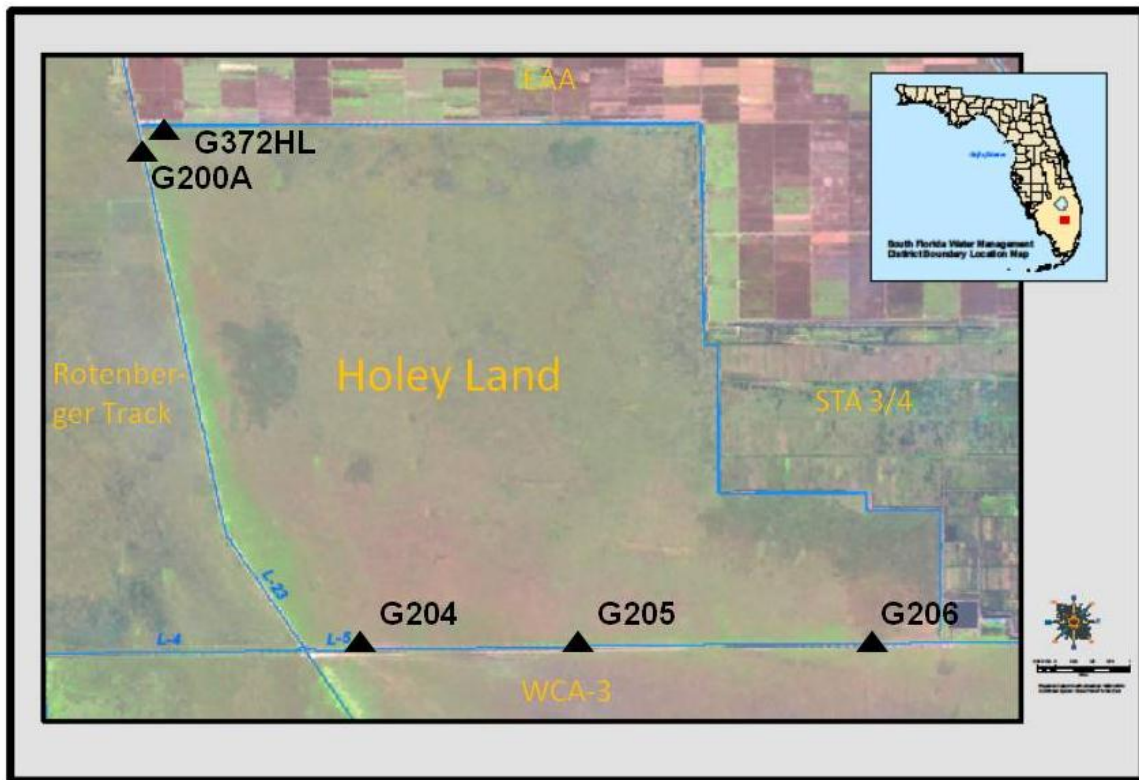 EAA
G372HL
G200A
South Florida Water Management
District Boundary Location Map
Rotenber-
ger Track
Holey Land
STA 3/4
L-23
G204
G205
G206
L-4
L-5
WCA-3